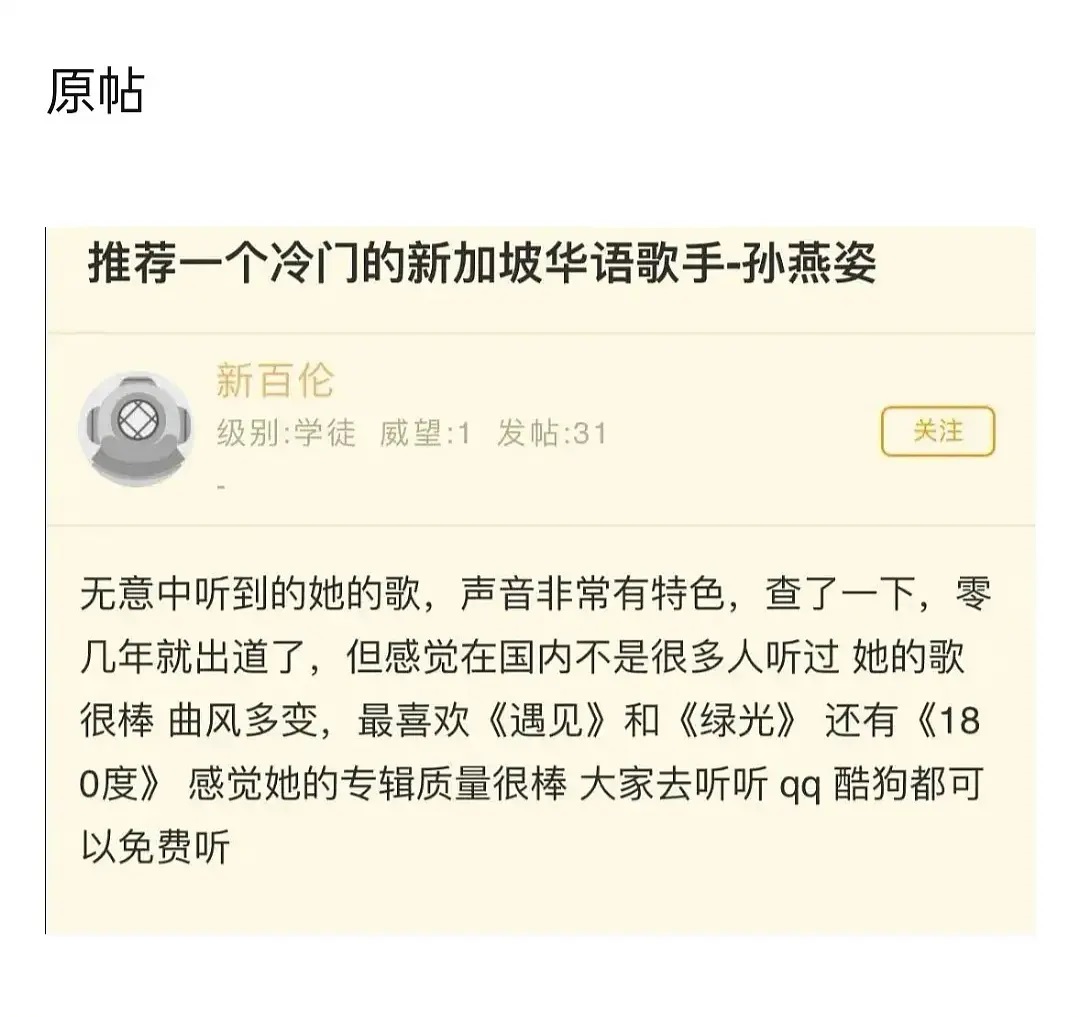 原帖
推荐一个冷门的新加坡华语歌手-孙燕姿
新百伦
级别:学徒 威望:1 发帖:31
关注
-
无意中听到的她的歌，声音非常有特色，查了一下，零
几年就出道了，但感觉在国内不是很多人听过 她的歌
很棒 曲风多变，最喜欢《遇见》和《绿光》 还有《18
0度》 感觉她的专辑质量很棒 大家去听听 qq 酷狗都可
以免费听